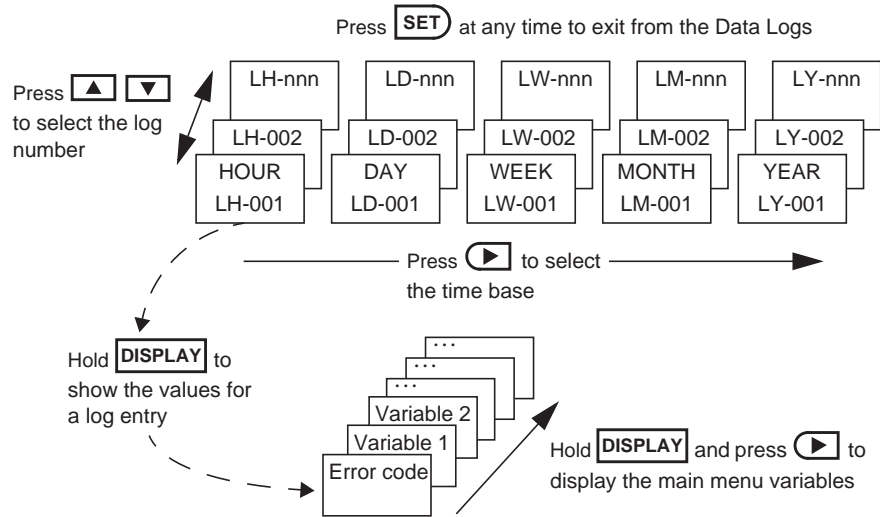 Press SET at any time to exit from the Data Logs
Press ▲ ▼
to select the log
number
LH-nnn LD-nnn LW-nnn LM-nnn LY-nnn
LH-002 LD-002 LW-002 LM-002 LY-002
HOUR DAY WEEK MONTH YEAR
LH-001 LD-001 LW-001 LM-001 LY-001
Press ▶ to select
the time base
Hold DISPLAY to
show the values for
a log entry
...
...
...
Variable 2
Variable 1
Error code
Hold DISPLAY and press ▶ to
display the main menu variables